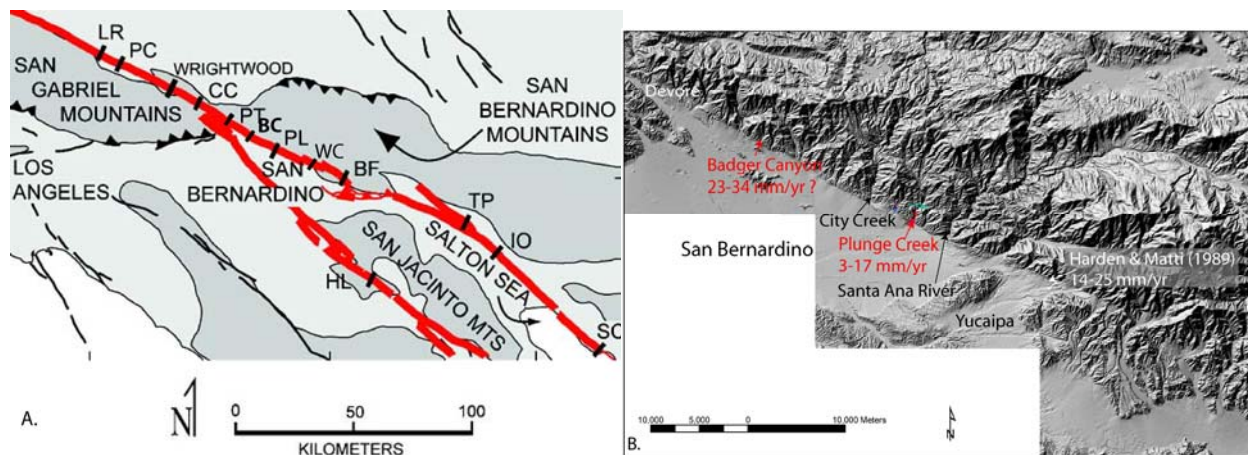 LR
PC
SAN
GABRIEL
MOUNTAINS
WRIGHTWOOD
CC
PT
BC
PL
WC
BF
SAN
BERNARDINO
MOUNTAINS
LOS
ANGELES
SAN
BERNARDINO
TP
IO
SALTON SEA
SAN JACINTO MTS
HL
SC
A.
N
0 50 100
KILOMETERS
Devore
Badger Canyon
23-34 mm/yr ?
City Creek
San Bernardino
Plunge Creek
3-17 mm/yr
Harden & Matti (1989)
14-25 mm/yr
Santa Ana River
Yucaipa
10,000 5,000 0 10,000 Meters
N
B.